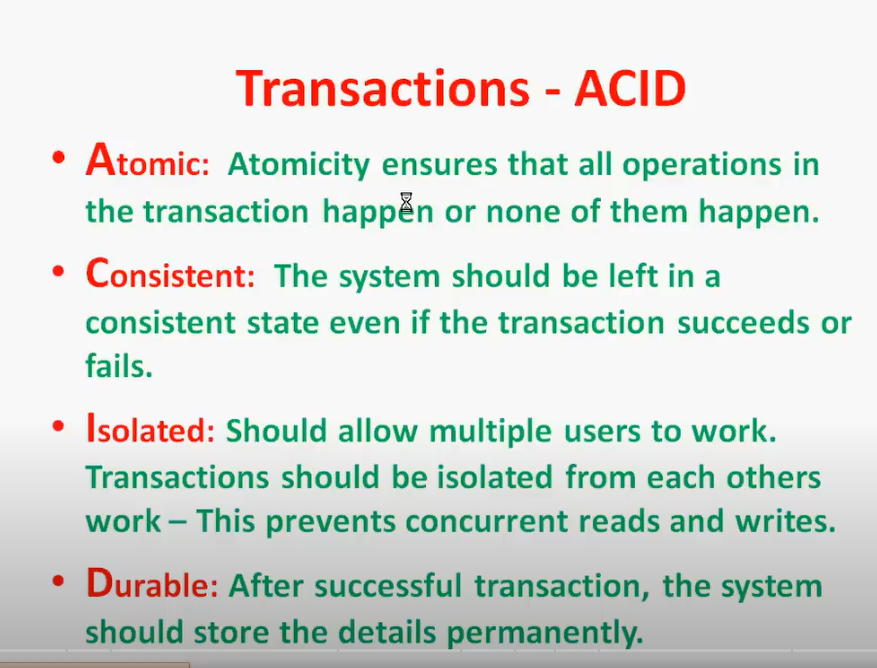 Transactions - ACID
• Atomic: Atomicity ensures that all operations in
the transaction happen or none of them happen.
• Consistent: The system should be left in a
consistent state even if the transaction succeeds or
fails.
• Isolated: Should allow multiple users to work.
Transactions should be isolated from each others
work – This prevents concurrent reads and writes.
• Durable: After successful transaction, the system
should store the details permanently.